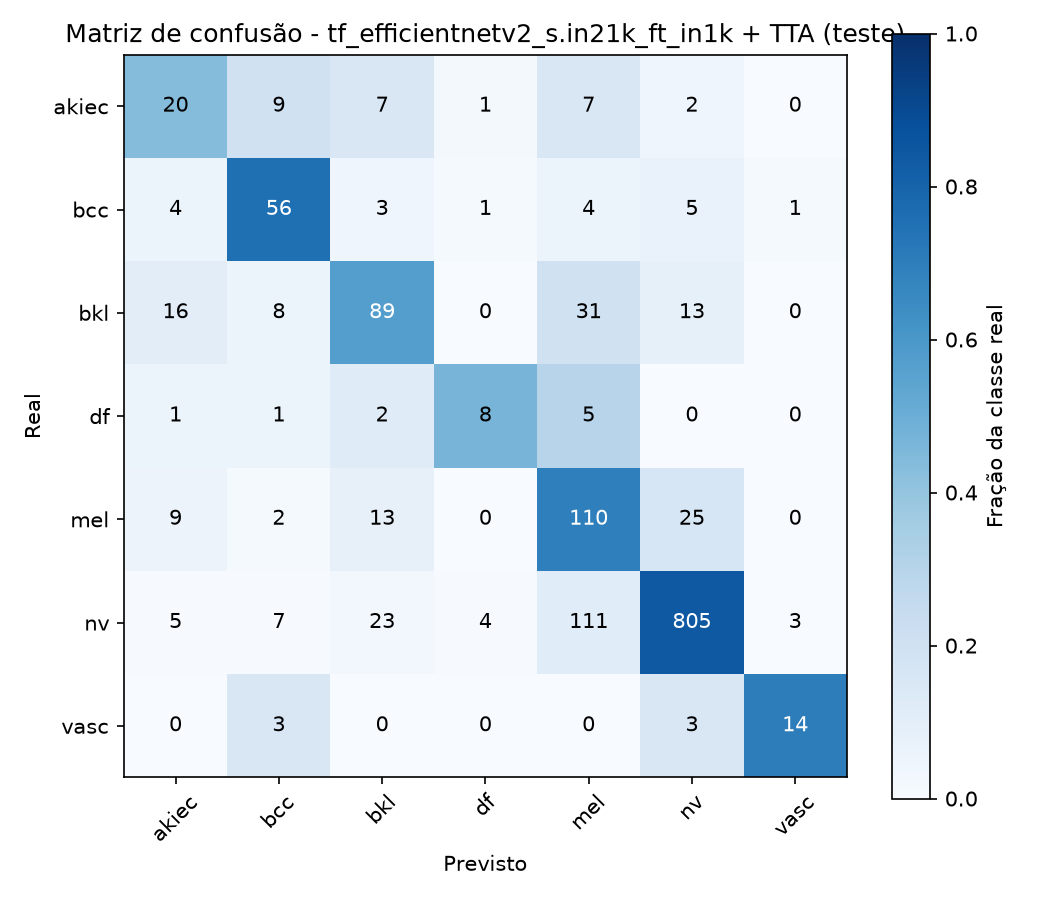 Matriz de confusão - tf_efficientnetv2_s.in21k_ft_in1k + TTA (teste)
akiec 20 9 7 1 7 2 0
bcc 4 56 3 1 4 5 1
bkl 16 8 89 0 31 13 0
df 1 1 2 8 5 0 0
mel 9 2 13 0 110 25 0
nv 5 7 23 4 111 805 3
vasc 0 3 0 0 0 3 14
akiec bcc bkl df mel nv vasc
Previsto
Real
1.0
0.8
0.6
0.4
0.2
0.0
Fração da classe real